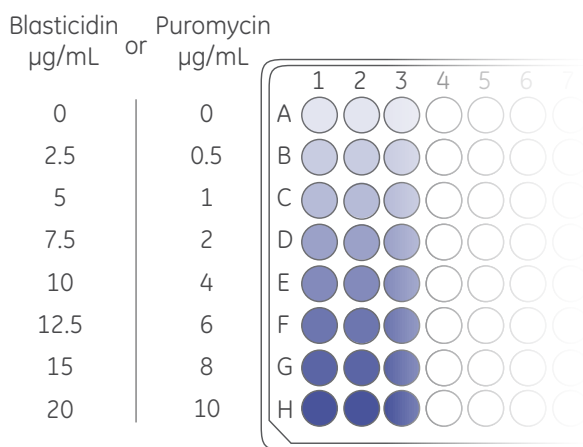 Blasticidin or Puromycin
µg/mL µg/mL
1 2 3 4 5 6 7
0 0 A
2.5 0.5 B
5 1 C
7.5 2 D
10 4 E
12.5 6 F
15 8 G
20 10 H